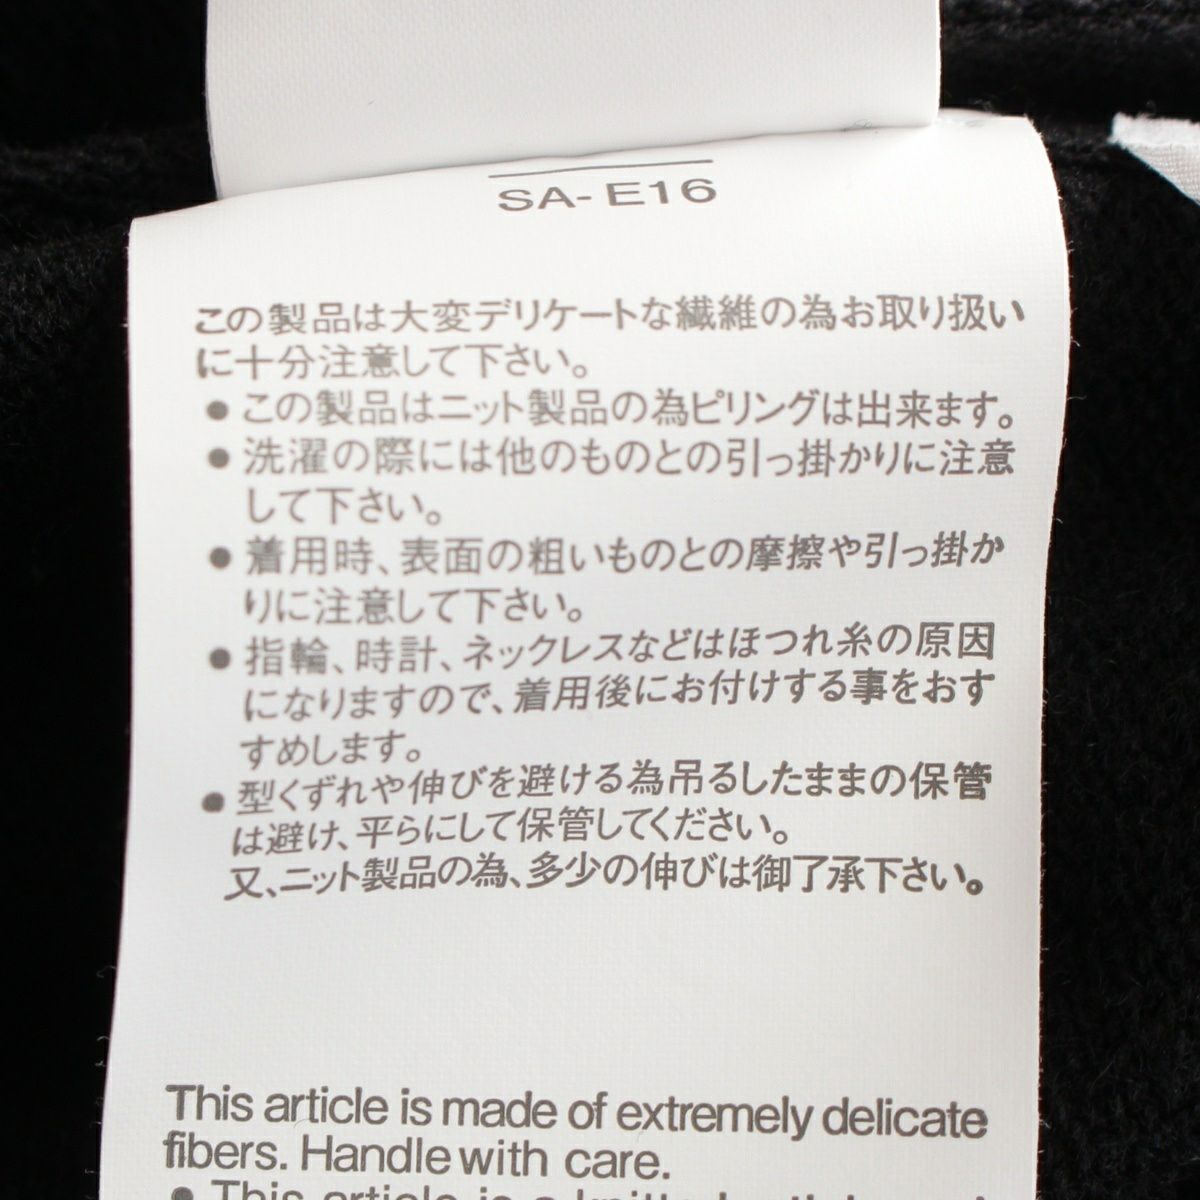 SA- E16
この製品は大変デリケートな繊維の為お取り扱い
に十分注意して下さい。
●この製品はニット製品の為ピリングは出来ます。
●洗濯の際には他のものとの引っ掛かりに注意
して下さい。
●着用時、表面の粗いものとの摩擦や引っ掛か
りに注意して下さい。
●指輪、時計、ネックレスなどはほつれ糸の原因
になりますので、着用後にお付けする事をおす
すめします。
●型くずれや伸びを避ける為吊るしたままの保管
は避け、平らにして保管してください。
又、ニット製品の為、多少の伸びは御了承下さい。
This article is made of extremely delicate
fibers. Handle with care.
● This article is a knitted